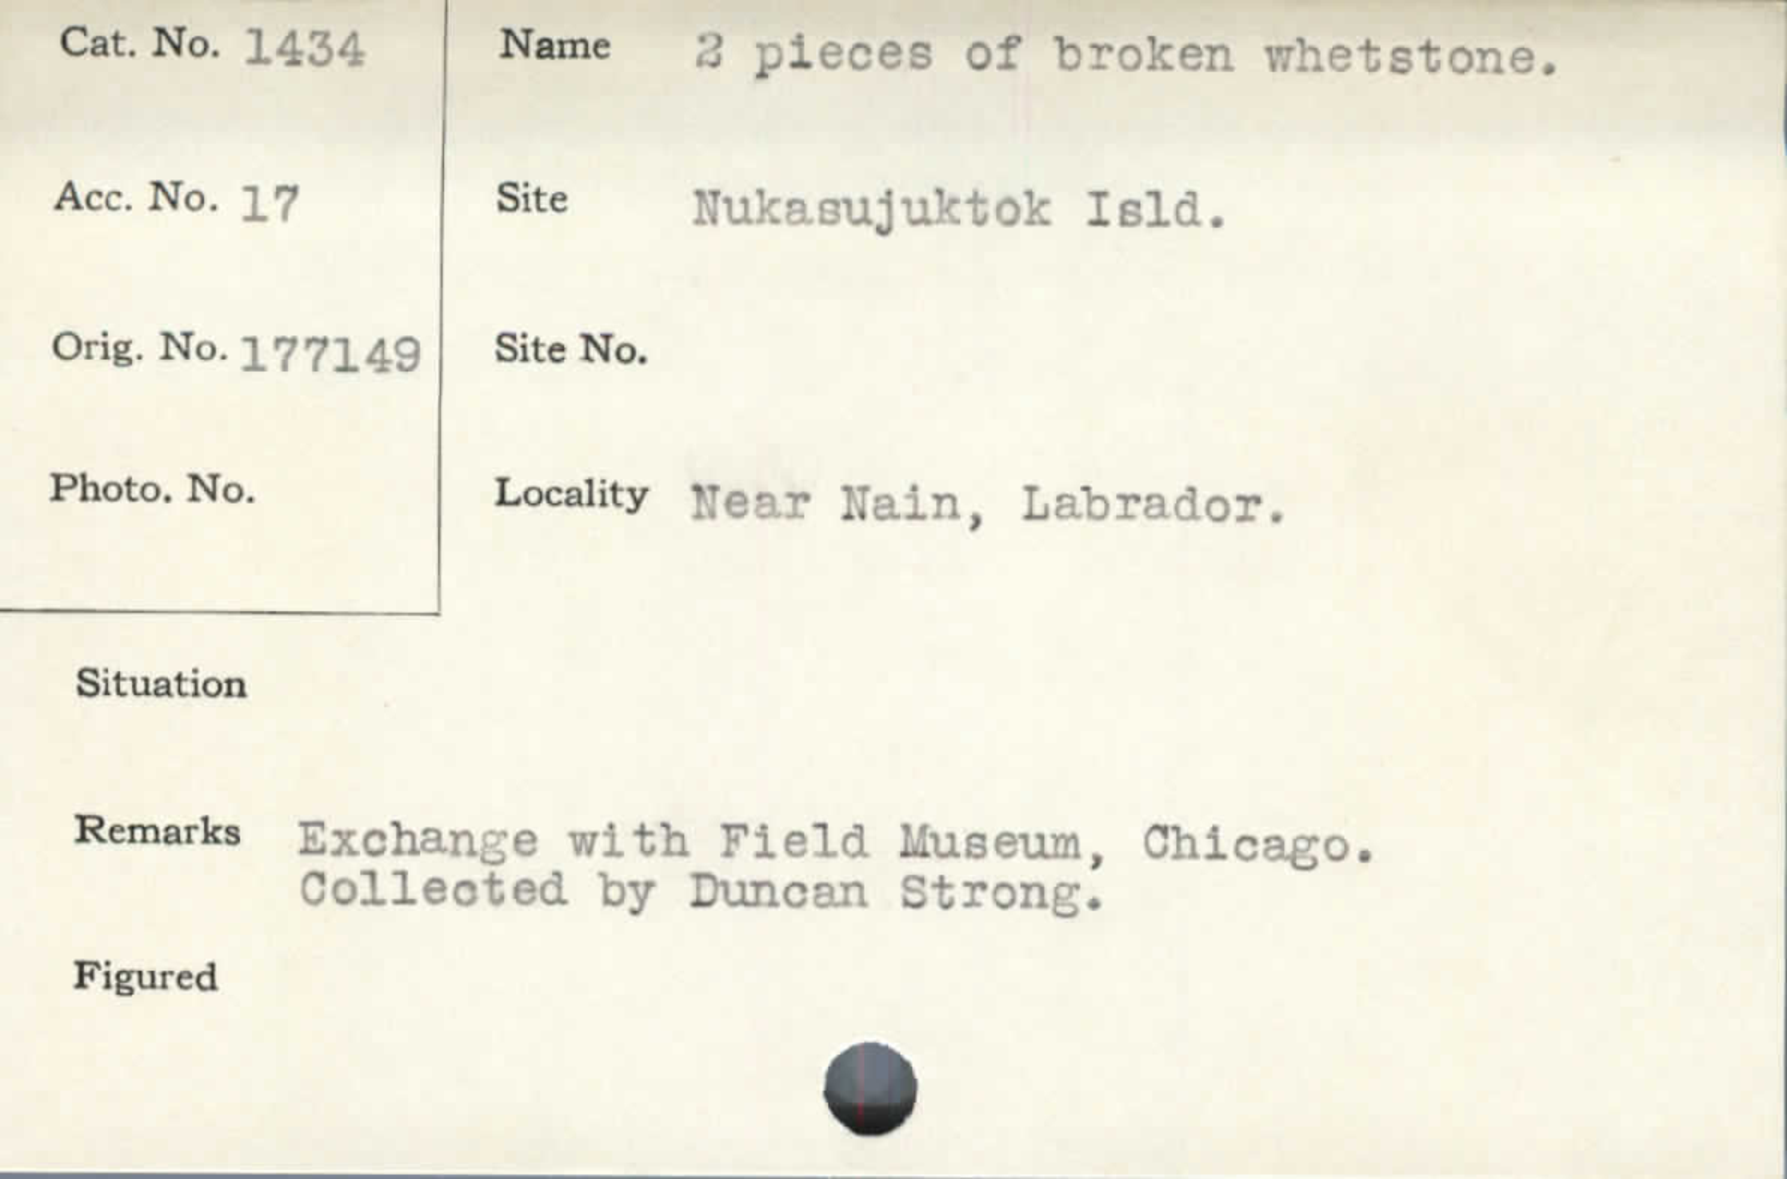 Cat. No. 1434
Name 2 pieces of broken whetstone.
Acc. No. 17
Site Nukasujuktok Isld.
Orig. No. 177149
Site No.
Photo. No.
Locality Near Nain, Labrador.
Situation
Remarks Exchange with Field Museum, Chicago.
Collected by Duncan Strong.
Figured